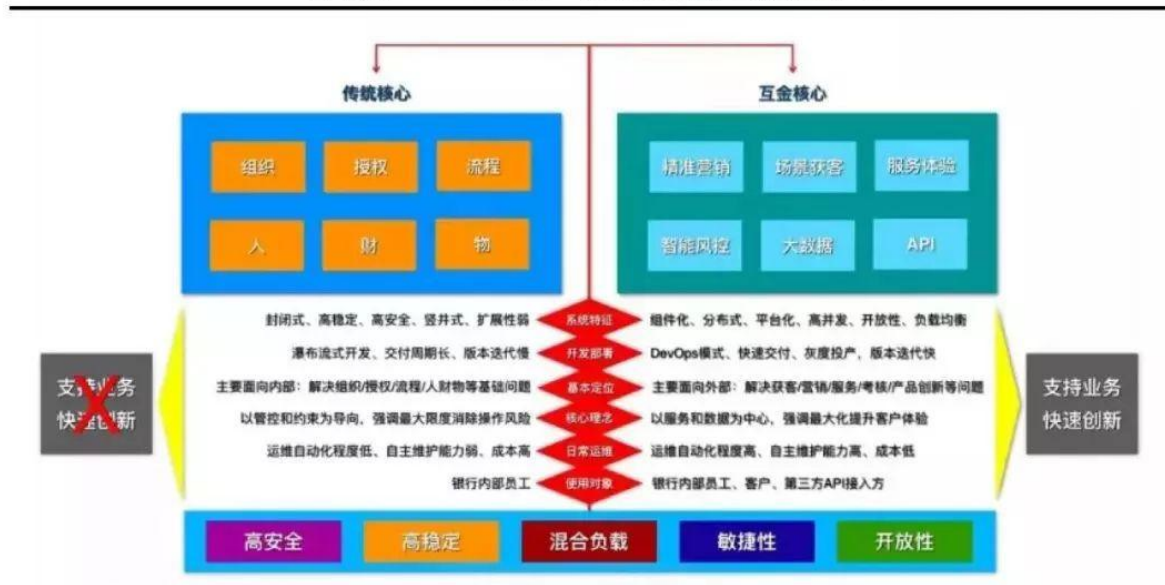 传统核心
互金核心
组织 授权 流程
人 财 物
精准营销 场景获客 服务体验
智能风控 大数据 API
封闭式、高稳定、高安全、竖井式、扩展性弱 系统特征 组件化、分布式、平台化、高并发、开放性、负载均衡
瀑布流式开发、交付周期长、版本迭代慢 开发部署 DevOps模式、快速交付、灰度投产、版本迭代快
主要面向内部：解决组织/授权/流程/人财物等基础问题 基本定位 主要面向外部：解决获客/营销/服务/考核/产品创新等问题
以管控和约束为导向，强调最大限度消除操作风险 核心理念 以服务和数据为中心，强调最大化提升客户体验
运维自动化程度低、自主维护能力弱、成本高 日常运维 运维自动化程度高、自主维护能力高、成本低
银行内部员工 使用对象 银行内部员工、客户、第三方API接入方
支持业务
快速创新
支持业务
快速创新
高安全 高稳定 混合负载 敏捷性 开放性